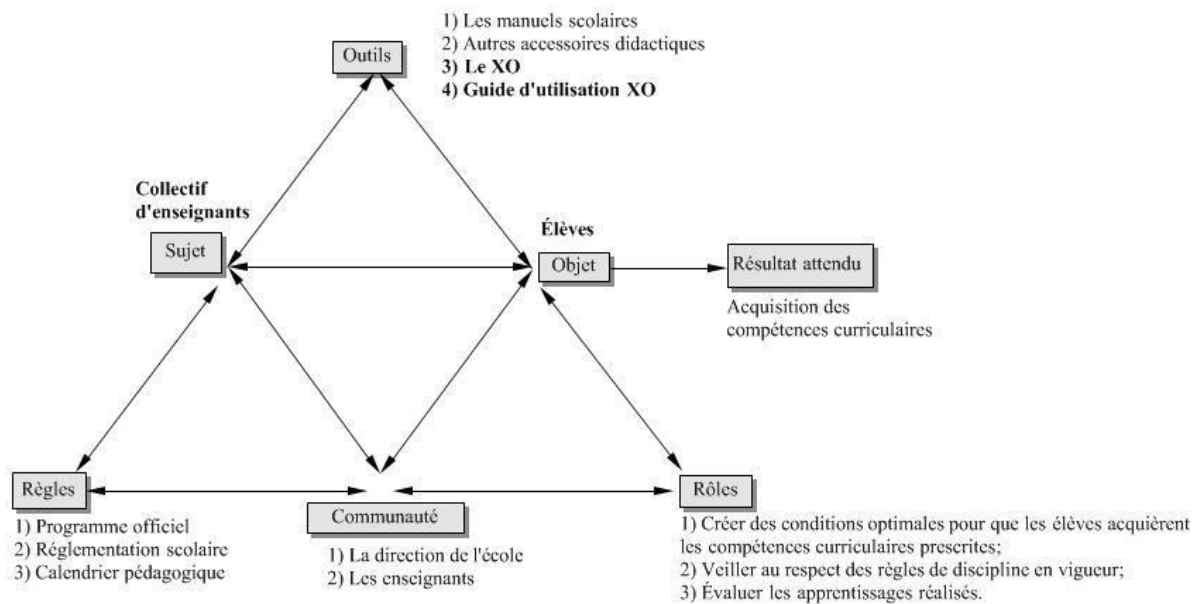 Outils
1) Les manuels scolaires
2) Autres accessoires didactiques
3) Le XO
4) Guide d'utilisation XO
Collectif
d'enseignants
Sujet
Élèves
Objet
Résultat attendu
Acquisition des
compétences curriculaires
Règles
1) Programme officiel
2) Réglementation scolaire
3) Calendrier pédagogique
Communauté
1) La direction de l'école
2) Les enseignants
Rôles
1) Créer des conditions optimales pour que les élèves acquièrent
les compétences curriculaires prescrites;
2) Veiller au respect des règles de discipline en vigueur;
3) Évaluer les apprentissages réalisés.